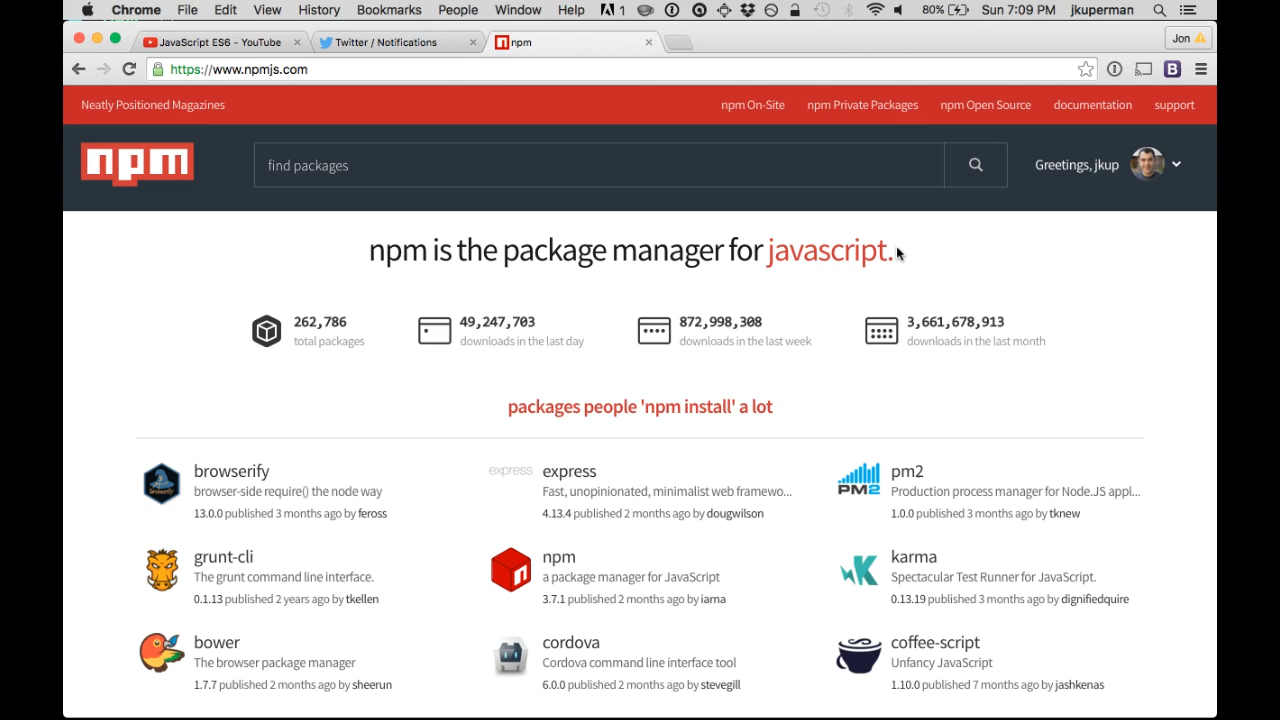 Chrome File Edit View History Bookmarks People Window Help 1 80% Sun 7:09 PM jkuperman
JavaScript ES6 - YouTube Twitter / Notifications npm Jon
https://www.npmjs.com
Neatly Positioned Magazines npm On-Site npm Private Packages npm Open Source documentation support
npm find packages Greetings, jkup
npm is the package manager for javascript.
262,786 49,247,703 872,998,308 3,661,678,913
total packages downloads in the last day downloads in the last week downloads in the last month
packages people 'npm install' a lot
browserify express express pm2
browser-side require() the node way Fast, unopinionated, minimalist web framewo... PM2 Production process manager for Node.JS appl...
13.0.0 published 3 months ago by feross 4.13.4 published 2 months ago by dougwilson 1.0.0 published 3 months ago by tknew
grunt-cli npm karma
The grunt command line interface. a package manager for JavaScript Spectacular Test Runner for JavaScript.
0.1.13 published 2 years ago by tkellen 3.7.1 published 2 months ago by iarna 0.13.19 published 3 months ago by dignifiedquire
bower cordova coffee-script
The browser package manager Cordova command line interface tool Unfancy JavaScript
1.7.7 published 2 months ago by sheerun 6.0.0 published 2 months ago by stevegill 1.10.0 published 7 months ago by jashkenas